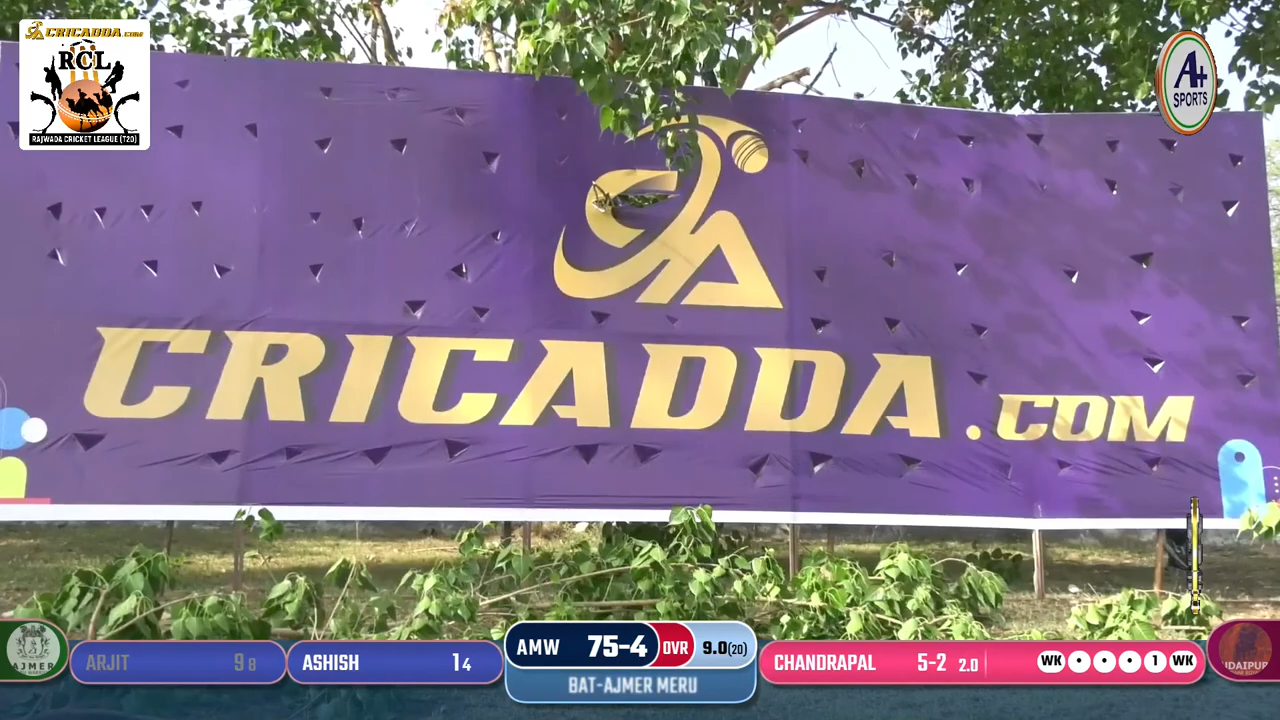 CRICADDA.COM
RCL
RAJWADA CRICKET LEAGUE (T20)
A+
SPORTS
CRICADDA.COM
AJMER
ARJIT 9 8
ASHISH 1 4
AMW 75-4 OVR 9.0(20)
BAT-AJMER MERU
CHANDRAPAL 5-2 2.0 WK • • • 1 WK
UDAIPUR